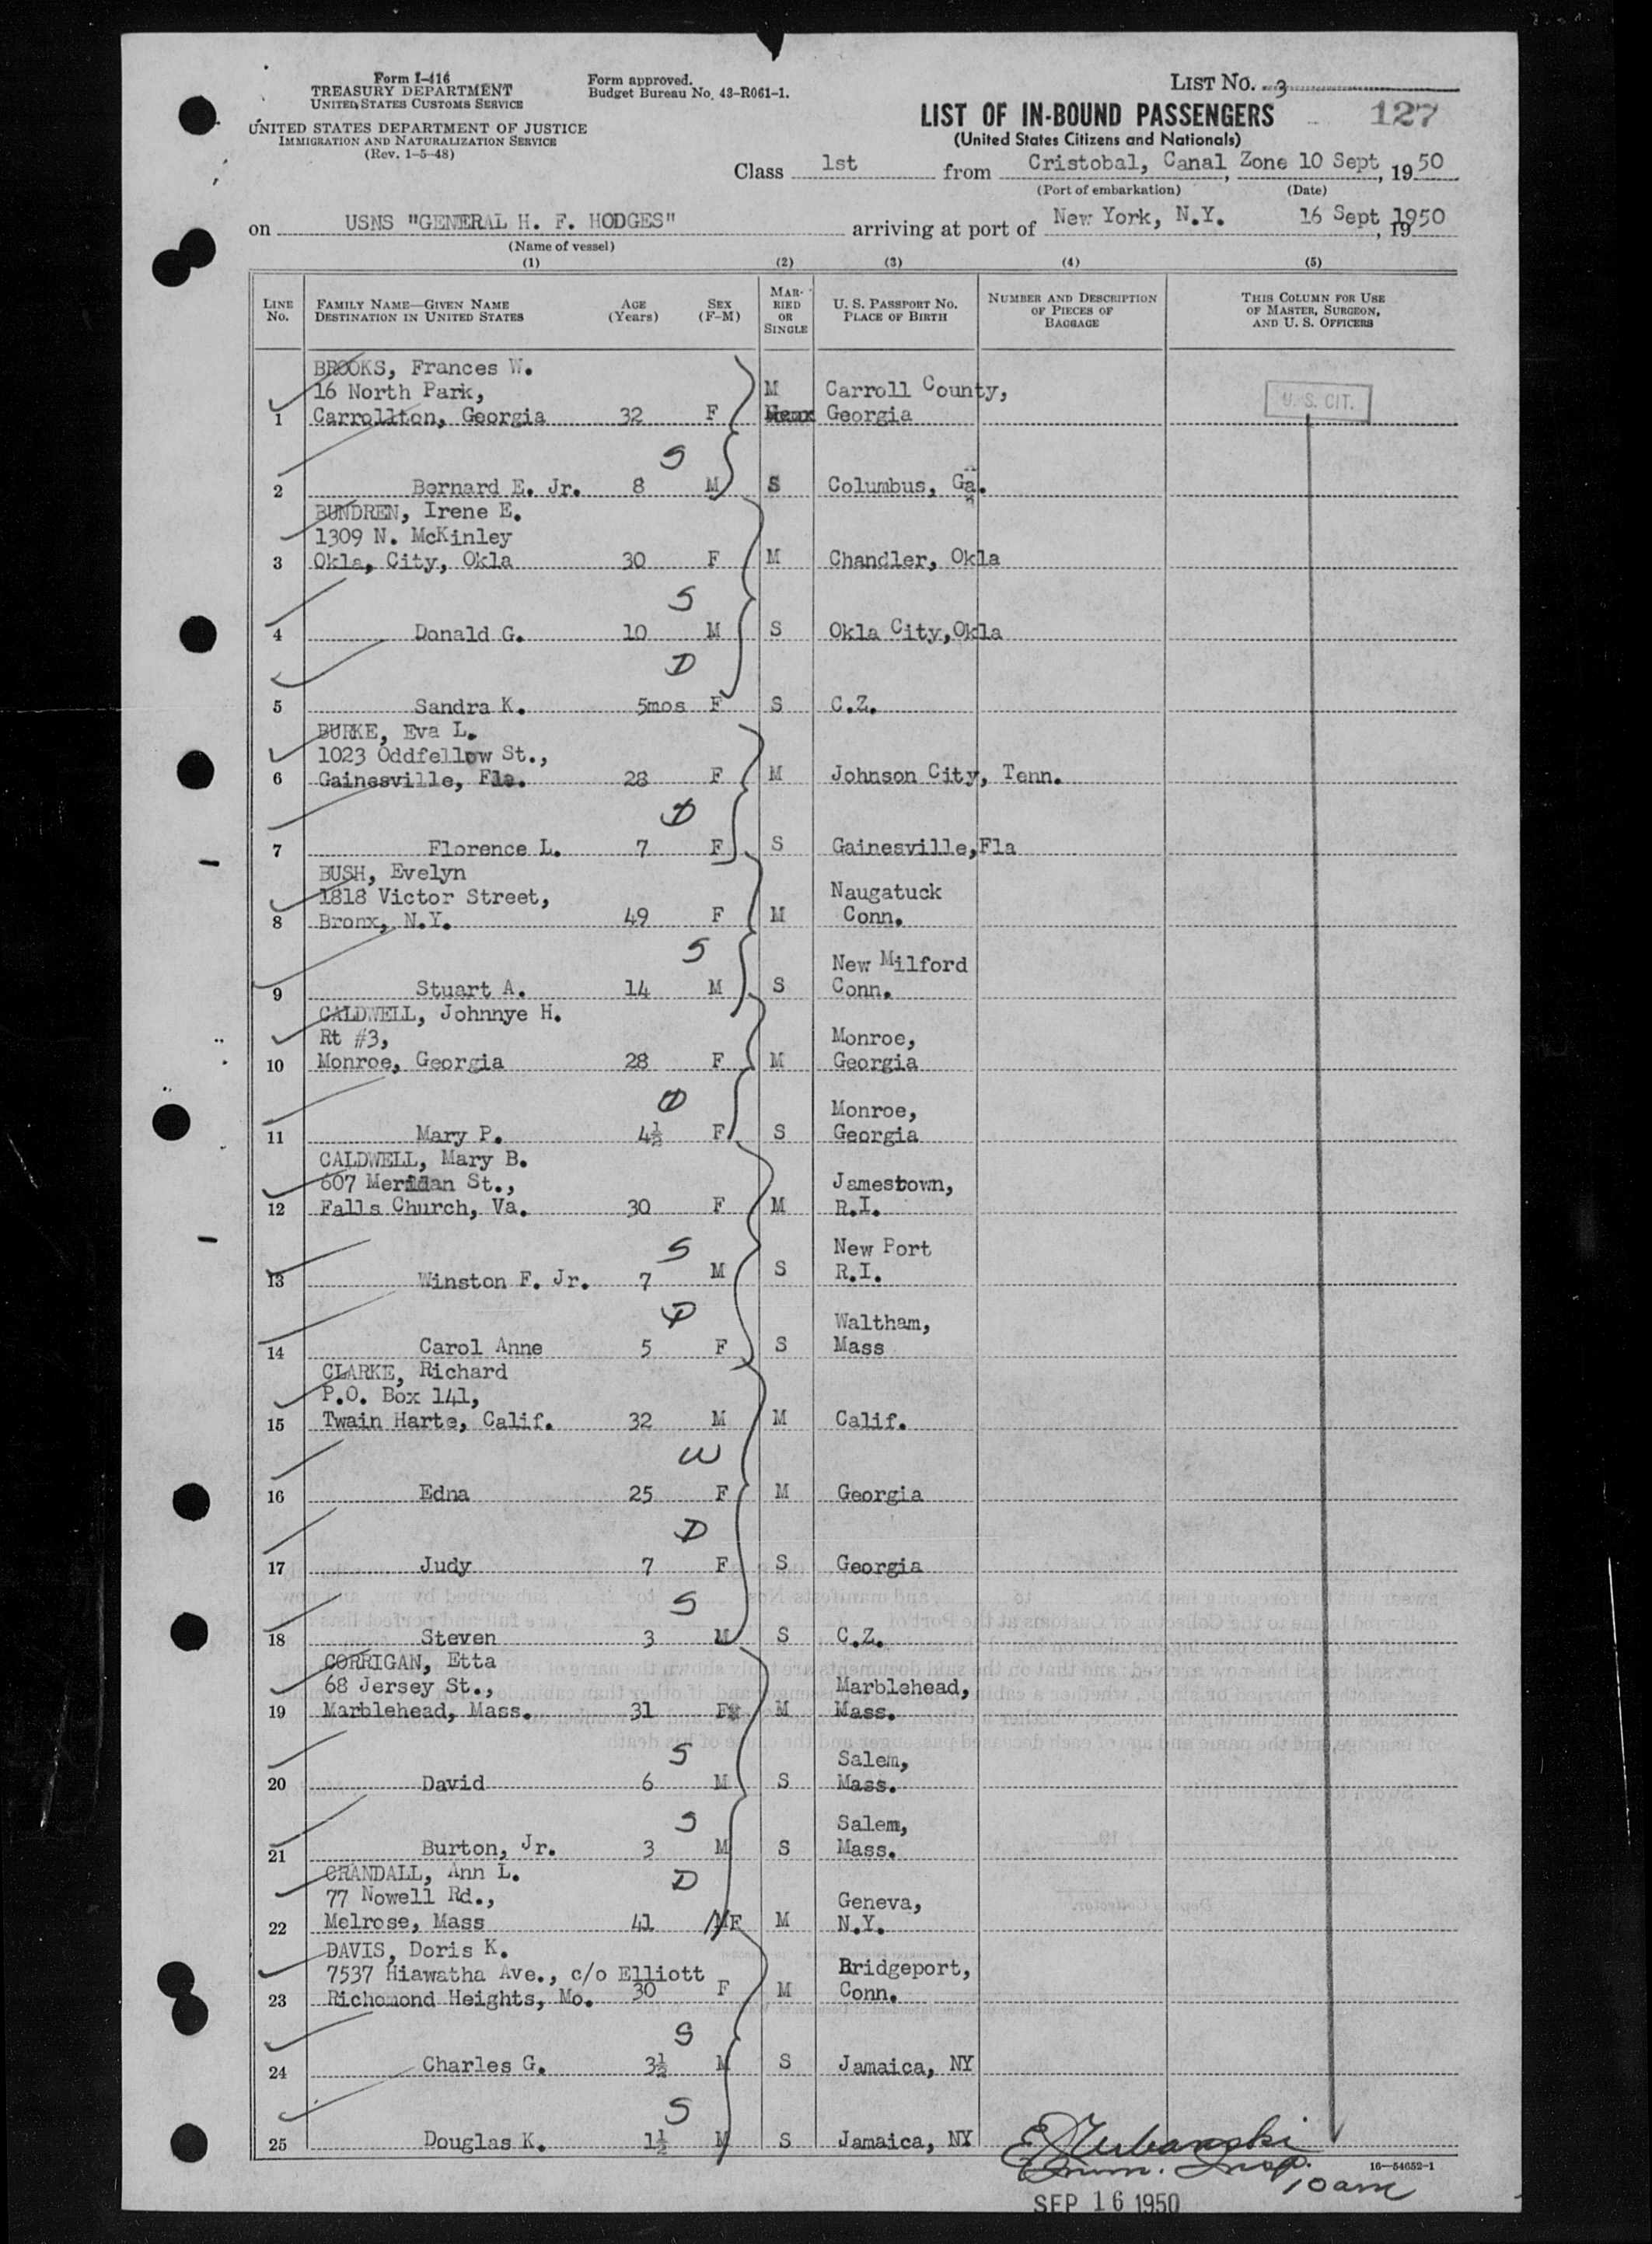 Form I-416
TREASURY DEPARTMENT
UNITED STATES CUSTOMS SERVICE
UNITED STATES DEPARTMENT OF JUSTICE
IMMIGRATION AND NATURALIZATION SERVICE
(Rev. 1-5-48)
Form approved.
Budget Bureau No. 43-R061-1.
LIST NO. 3
LIST OF IN-BOUND PASSENGERS 127
(United States Citizens and Nationals)
Class 1st from Cristobal, Canal Zone 10 Sept, 1950
(Port of embarkation) (Date)
on USNS "GENERAL H. F. HODGES" arriving at port of New York, N.Y. 16 Sept, 1950
(Name of vessel)
(1) (2) (3) (4) (5)
LINE NO. FAMILY NAME—GIVEN NAME DESTINATION IN UNITED STATES AGE (Years) SEX (F-M) MARRIED OR SINGLE U. S. PASSPORT NO. PLACE OF BIRTH NUMBER AND DESCRIPTION OF PIECES OF BAGGAGE THIS COLUMN FOR USE OF MASTER, SURGEON, AND U. S. OFFICERS
BROOKS, Frances W.
16 North Park, M Carroll County,
1 Carrollton, Georgia 32 F Georgia U. S. CIT.
S
2 Bernard E. Jr. 8 M S Columbus, Ga.
BUNDREN, Irene E.
1309 N. McKinley
3 Okla, City, Okla 30 F M Chandler, Okla
S
4 Donald G. 10 M S Okla City, Okla
D
5 Sandra K. 5mos F S C.Z.
BURKE, Eva L.
1023 Oddfellow St.,
6 Gainesville, Fla. 28 F M Johnson City, Tenn.
D
7 Florence L. 7 F S Gainesville, Fla
BUSH, Evelyn
1818 Victor Street, Naugatuck
8 Bronx, N.Y. 49 F M Conn.
S New Milford
9 Stuart A. 14 M S Conn.
CALDWELL, Johnnye H.
Rt #3, Monroe,
10 Monroe, Georgia 28 F M Georgia
D Monroe,
11 Mary P. 4½ F S Georgia
CALDWELL, Mary B.
607 Meridan St., Jamestown,
12 Falls Church, Va. 30 F M R.I.
S New Port
13 Winston F. Jr. 7 M S R.I.
D Waltham,
14 Carol Anne 5 F S Mass
CLARKE, Richard
P.O. Box 141,
15 Twain Harte, Calif. 32 M M Calif.
W
16 Edna 25 F M Georgia
D
17 Judy 7 F S Georgia
S
18 Steven 3 M S C.Z.
CORRIGAN, Etta
68 Jersey St., Marblehead,
19 Marblehead, Mass. 31 F M Mass.
S Salem,
20 David 6 M S Mass.
S Salem,
21 Burton, Jr. 3 M S Mass.
CRANDALL, Ann L. D
77 Nowell Rd., Geneva,
22 Melrose, Mass 41 F M N.Y.
DAVIS, Doris K.
7537 Hiawatha Ave., c/o Elliott Bridgeport,
23 Richomond Heights, Mo. 30 F M Conn.
S
24 Charles G. 3½ M S Jamaica, NY
S
25 Douglas K. 1½ M S Jamaica, NY
Imm. Insp.
16-54652-1
10 am
SEP 16 1950